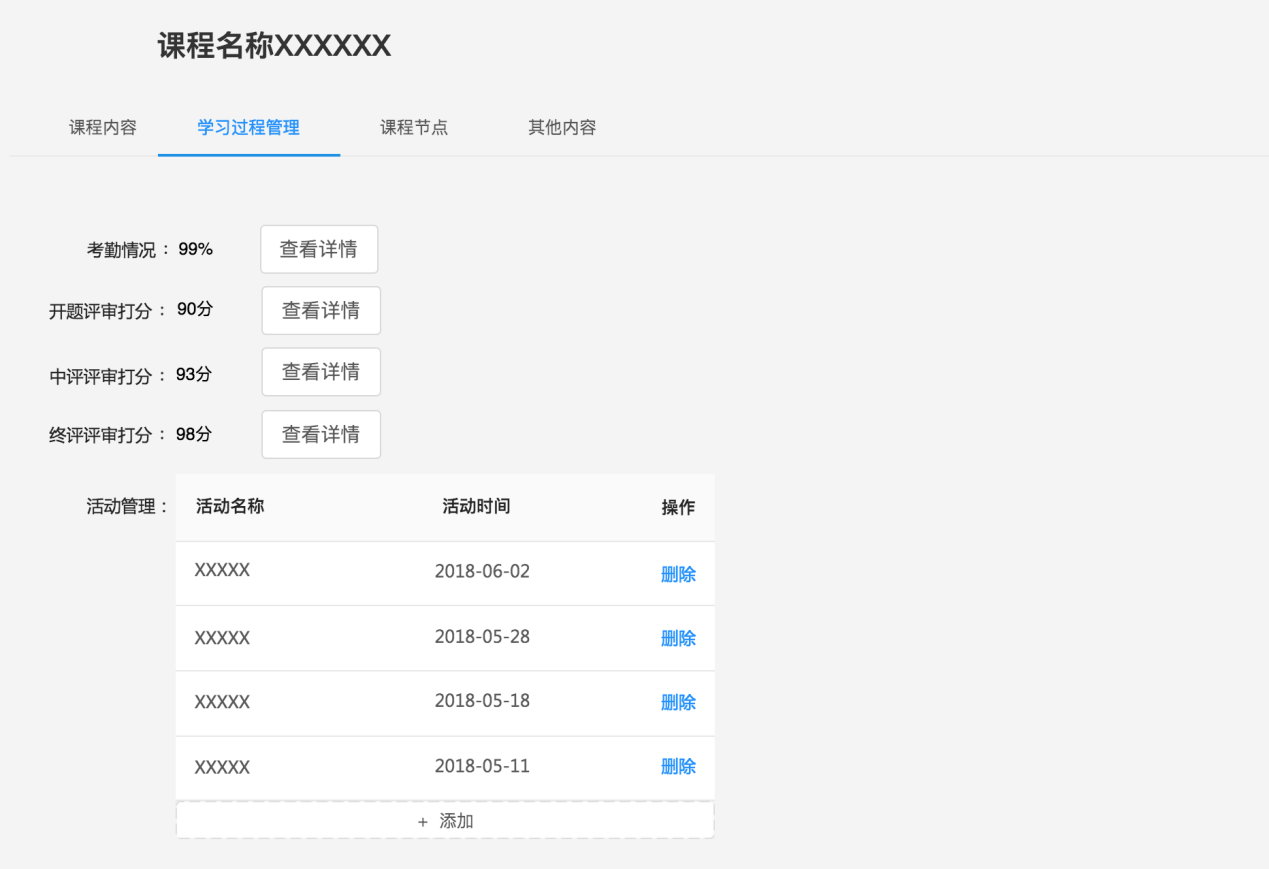 课程名称XXXXXX
课程内容 学习过程管理 课程节点 其他内容
考勤情况： 99% 查看详情
开题评审打分： 90分 查看详情
中评评审打分： 93分 查看详情
终评评审打分： 98分 查看详情
活动管理： 活动名称 活动时间 操作
XXXXX 2018-06-02 删除
XXXXX 2018-05-28 删除
XXXXX 2018-05-18 删除
XXXXX 2018-05-11 删除
+ 添加